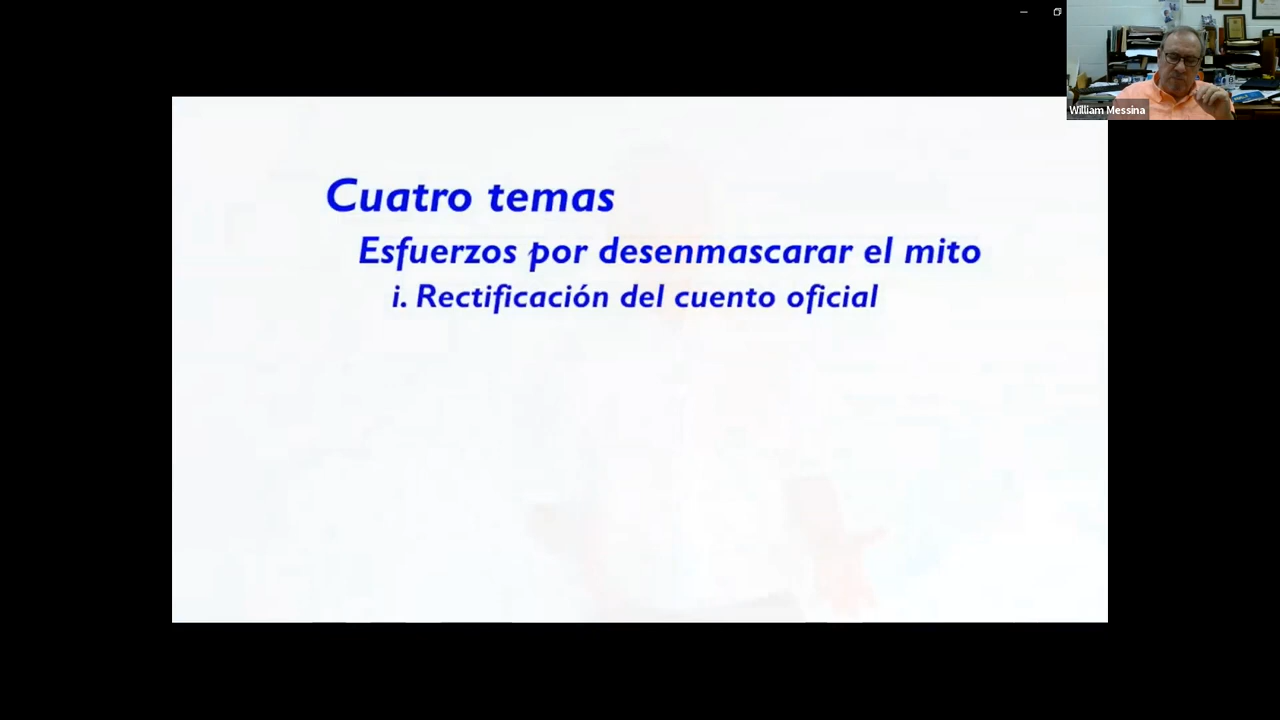 William Messina
Cuatro temas
Esfuerzos por desenmascarar el mito
i. Rectificación del cuento oficial